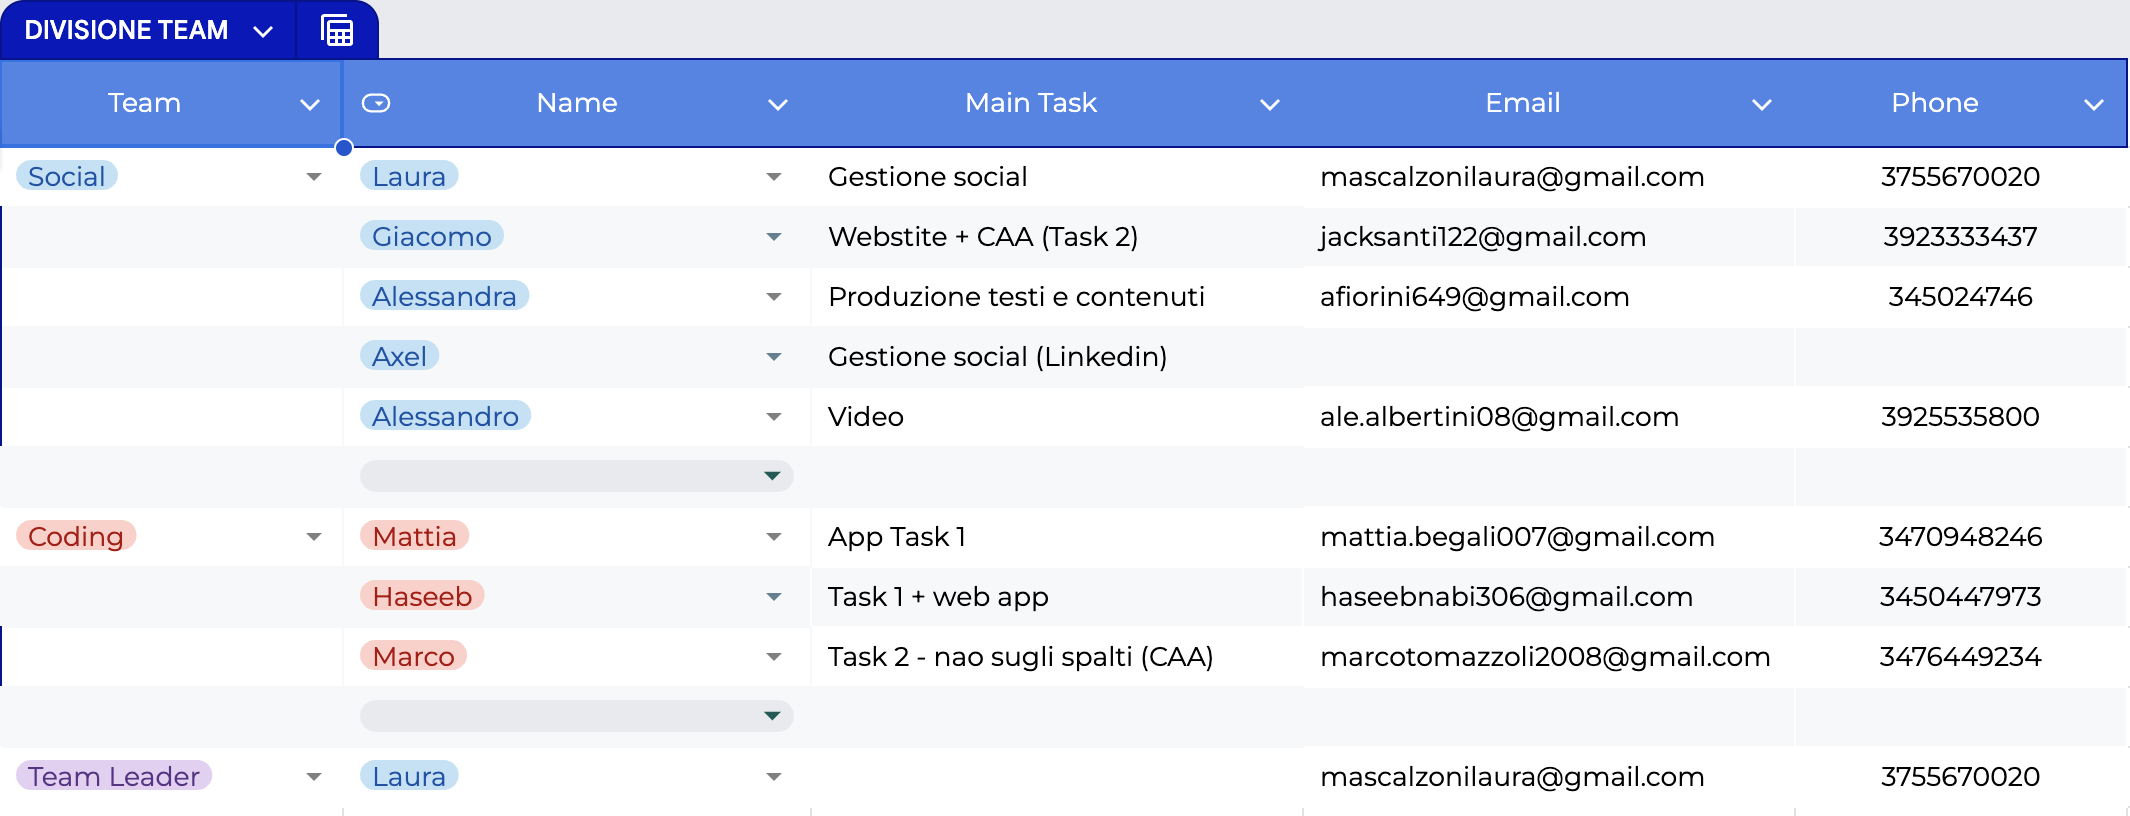 DIVISIONE TEAM
Team Name Main Task Email Phone
Social Laura Gestione social mascalzonilaura@gmail.com 3755670020
Giacomo Webstite + CAA (Task 2) jacksanti122@gmail.com 3923333437
Alessandra Produzione testi e contenuti afiorini649@gmail.com 345024746
Axel Gestione social (Linkedin)
Alessandro Video ale.albertini08@gmail.com 3925535800
Coding Mattia App Task 1 mattia.begali007@gmail.com 3470948246
Haseeb Task 1 + web app haseebnabi306@gmail.com 3450447973
Marco Task 2 - nao sugli spalti (CAA) marcotomazzoli2008@gmail.com 3476449234
Team Leader Laura mascalzonilaura@gmail.com 3755670020